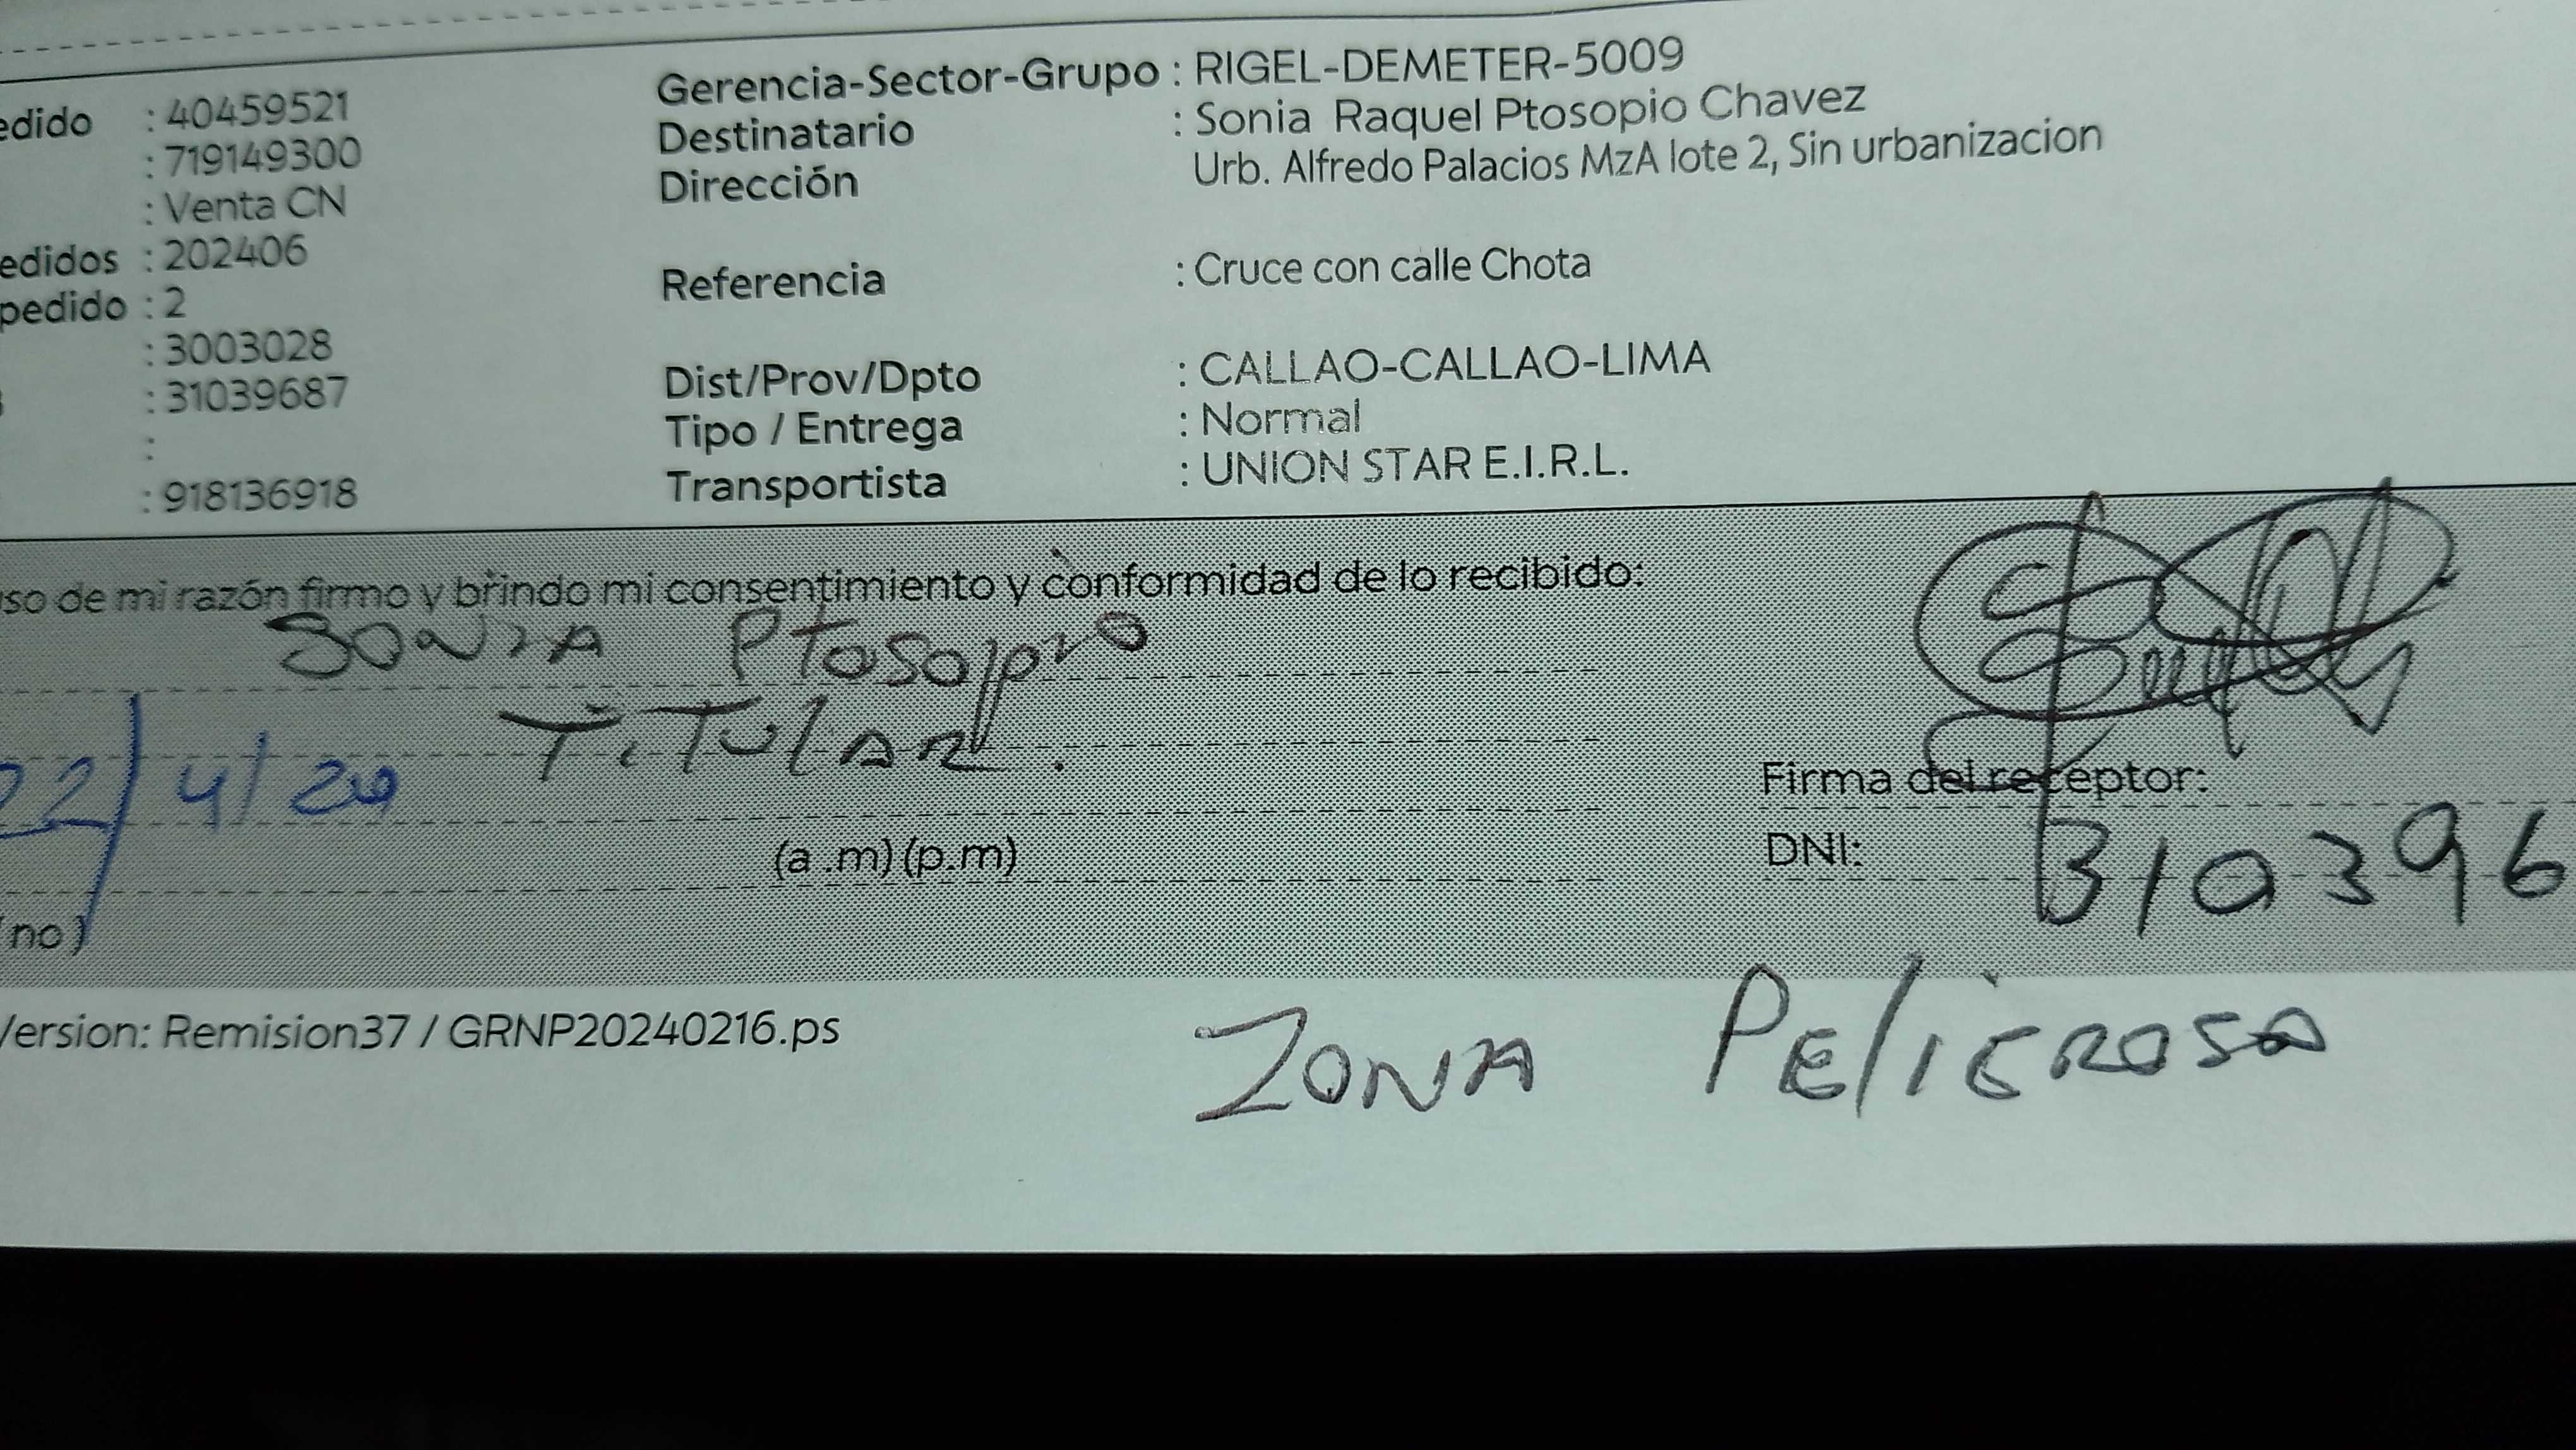 edido : 40459521
: 719149300
: Venta CN
edidos : 202406
pedido : 2
: 3003028
: 31039687
:
: 918136918
Gerencia-Sector-Grupo : RIGEL-DEMETER-5009
Destinatario : Sonia Raquel Ptosopio Chavez
Dirección Urb. Alfredo Palacios MzA lote 2, Sin urbanizacion
Referencia : Cruce con calle Chota
Dist/Prov/Dpto : CALLAO-CALLAO-LIMA
Tipo / Entrega : Normal
Transportista : UNION STAR E.I.R.L.
so de mi razón firmo y brindo mi consentimiento y conformidad de lo recibido:
SONIA PTOSOPIO
TITULAR.
22/4/24
(a .m) (p.m)
no)
Firma del receptor:
DNI: 310396
Version: Remision37 / GRNP20240216.ps
ZONA PELIGROSA